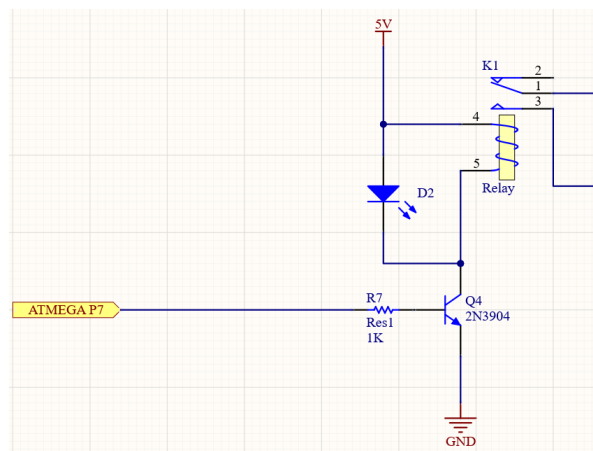 5V
K1
2
1
3
4
5
Relay
D2
ATMEGA P7
R7
Res1
1K
Q4
2N3904
GND